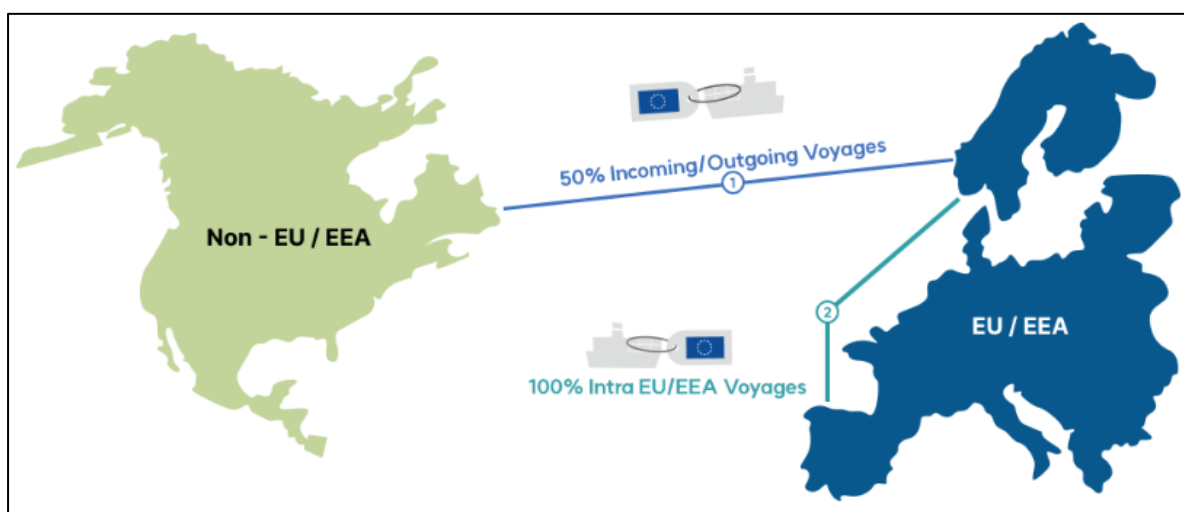 50% Incoming/Outgoing Voyages
1
Non - EU / EEA
2
EU / EEA
100% Intra EU/EEA Voyages